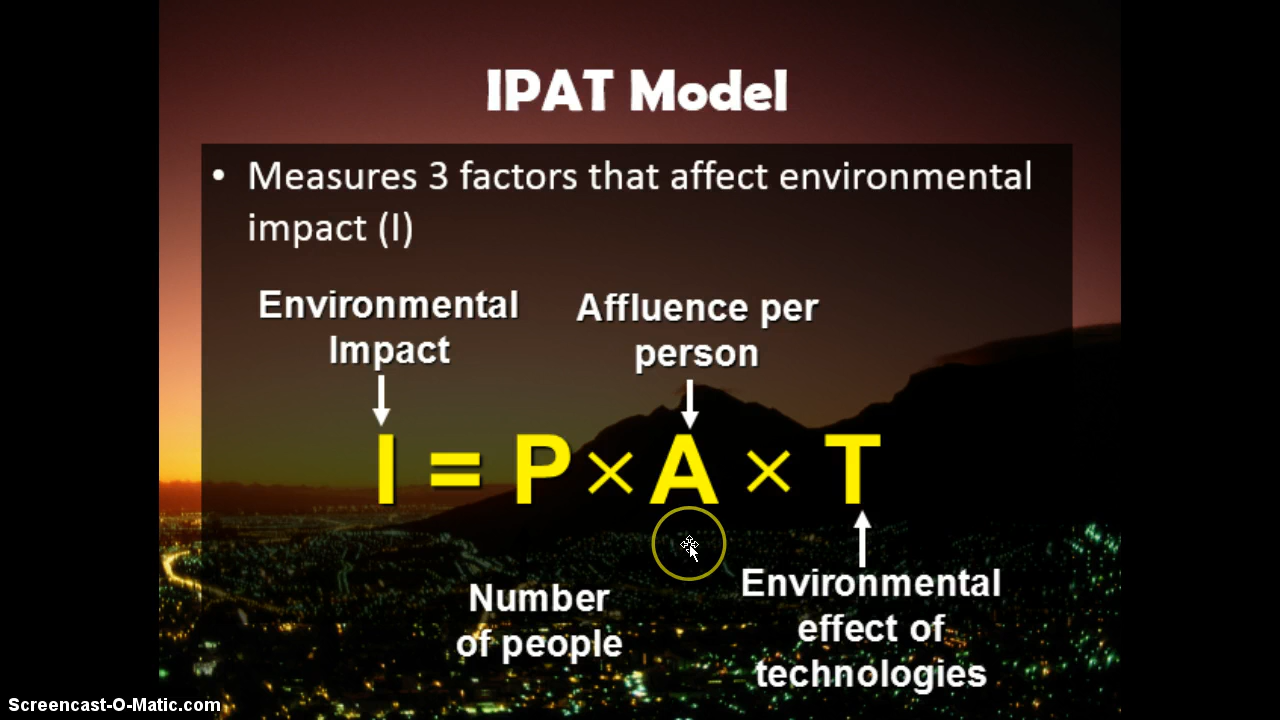 IPAT Model
• Measures 3 factors that affect environmental
impact (I)
Environmental
Impact
Affluence per
person
I = P × A × T
Number
of people
Environmental
effect of
technologies
Screencast-O-Matic.com